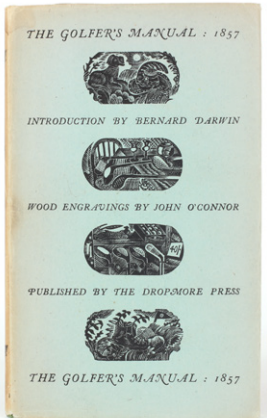 THE GOLFER'S MANUAL : 1857
INTRODUCTION BY BERNARD DARWIN
WOOD ENGRAVINGS BY JOHN O'CONNOR
40/
PUBLISHED BY THE DROPMORE PRESS
THE GOLFER'S MANUAL : 1857